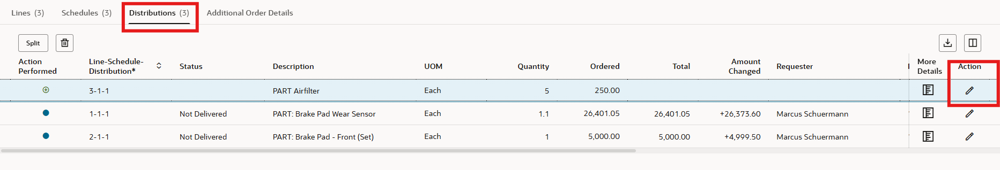 Lines (3) Schedules (3) Distributions (3) Additional Order Details
Split
Action Performed Line-Schedule-Distribution* Status Description UOM Quantity Ordered Total Amount Changed Requester More Details Action
3-1-1 PART Airfilter Each 5 250.00
1-1-1 Not Delivered PART: Brake Pad Wear Sensor Each 1.1 26,401.05 26,401.05 +26,373.60 Marcus Schuermann
2-1-1 Not Delivered PART: Brake Pad - Front (Set) Each 1 5,000.00 5,000.00 +4,999.50 Marcus Schuermann